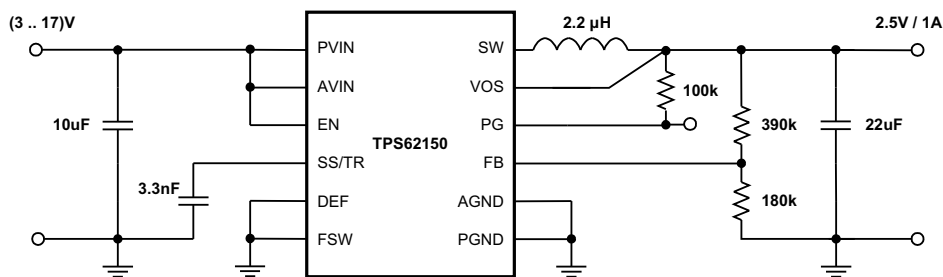 (3 .. 17)V
2.2 µH
2.5V / 1A
PVIN
SW
AVIN
VOS
100k
10uF
EN
PG
TPS62150
390k
22uF
SS/TR
FB
3.3nF
180k
DEF
AGND
FSW
PGND